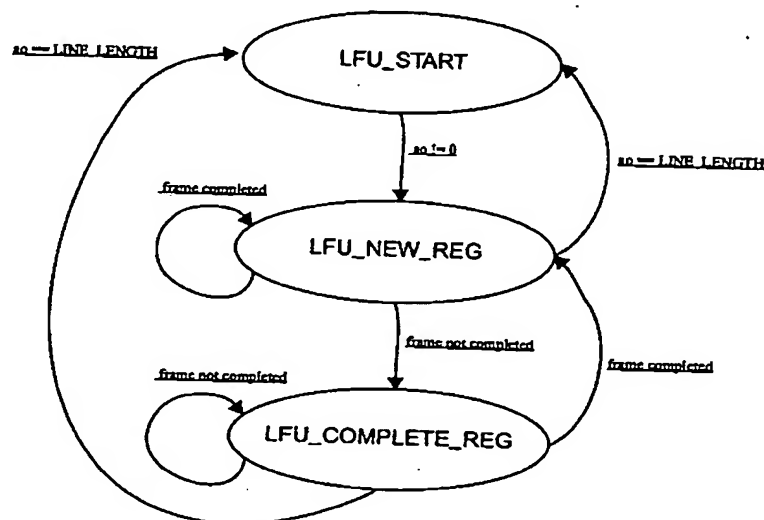 ao == LINE_LENGTH
LFU_START
ao != 0
ao == LINE_LENGTH
frame completed
LFU_NEW_REG
frame not completed
frame not completed
frame completed
LFU_COMPLETE_REG